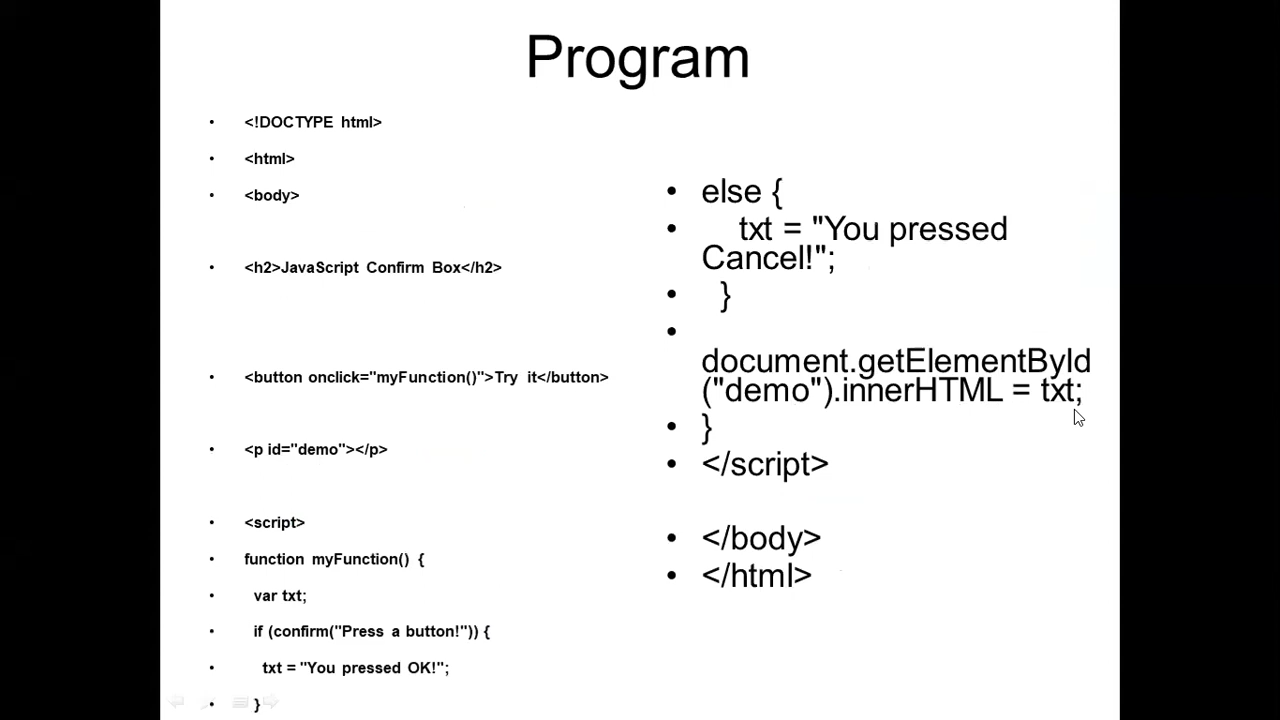 Program
• <!DOCTYPE html>
• <html>
• <body>
• <h2>JavaScript Confirm Box</h2>
• <button onclick="myFunction()">Try it</button>
• <p id="demo"></p>
• <script>
• function myFunction() {
• var txt;
• if (confirm("Press a button!")) {
• txt = "You pressed OK!";
• }
• else {
• txt = "You pressed
Cancel!";
• }
•
document.getElementById
("demo").innerHTML = txt;
• }
• </script>
• </body>
• </html>